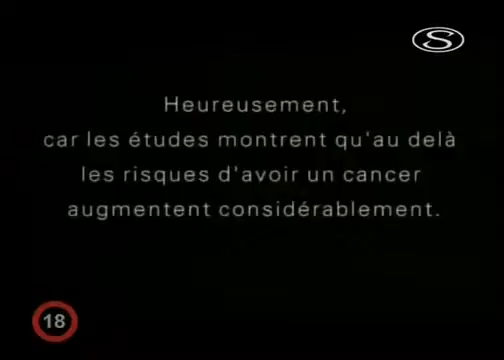 S
Heureusement,
car les études montrent qu'au delà
les risques d'avoir un cancer
augmentent considérablement.
18